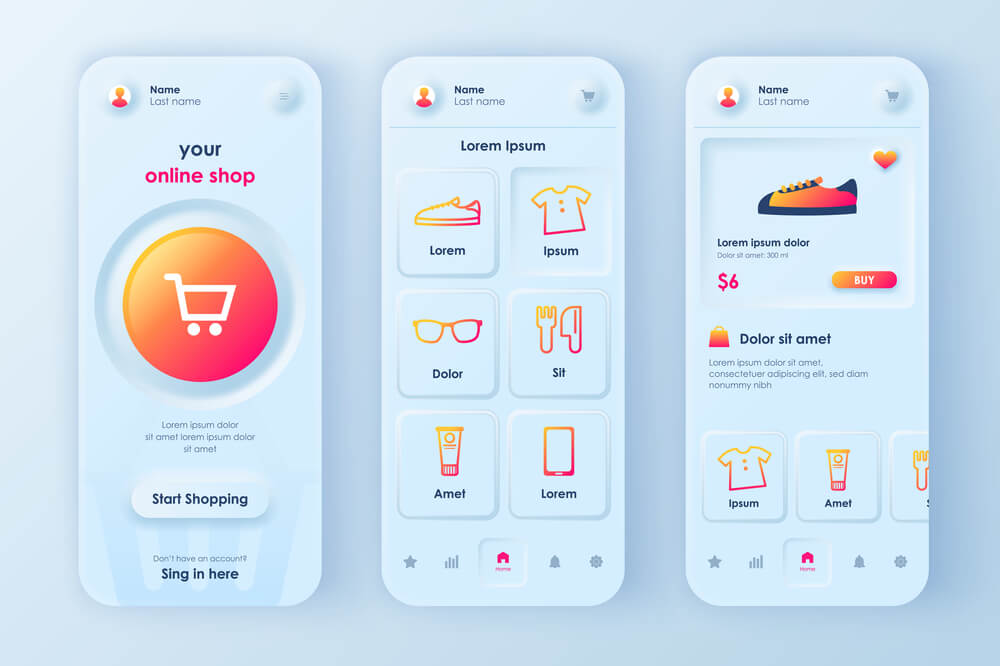 Name
Last name
your
online shop
Lorem ipsum dolor
sit amet lorem ipsum dolor
sit amet
Start Shopping
Don't have an account?
Sing in here
Name
Last name
Lorem Ipsum
Lorem
Ipsum
Dolor
Sit
Amet
Lorem
Home
Name
Last name
Lorem ipsum dolor
Dolor sit amet: 300 ml
$6
BUY
Dolor sit amet
Lorem ipsum dolor sit amet,
consectetuer adipiscing elit, sed diam
nonummy nibh
Ipsum
Amet
S
Home